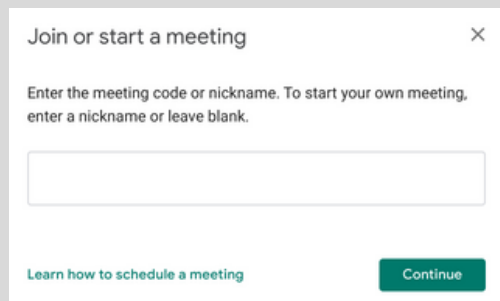 Join or start a meeting
Enter the meeting code or nickname. To start your own meeting,
enter a nickname or leave blank.
Learn how to schedule a meeting
Continue